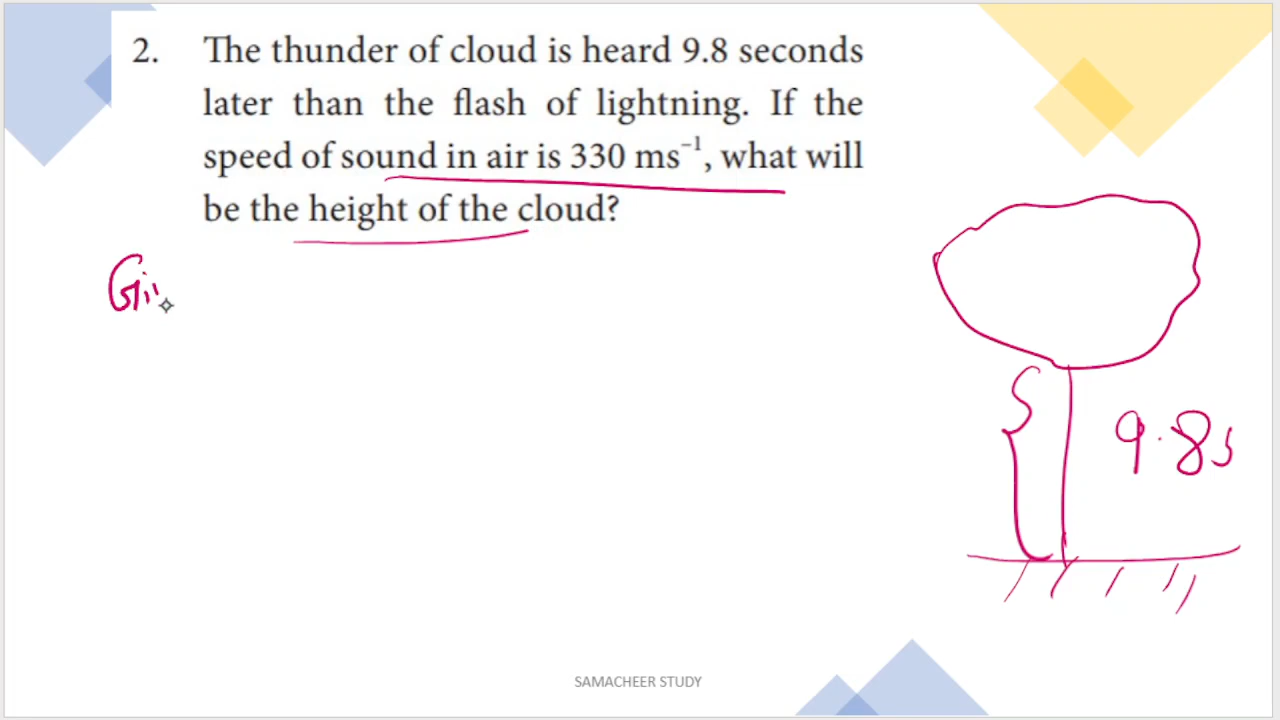 2. The thunder of cloud is heard 9.8 seconds
later than the flash of lightning. If the
speed of sound in air is 330 ms⁻¹, what will
be the height of the cloud?
Giv
9.8s
SAMACHEER STUDY